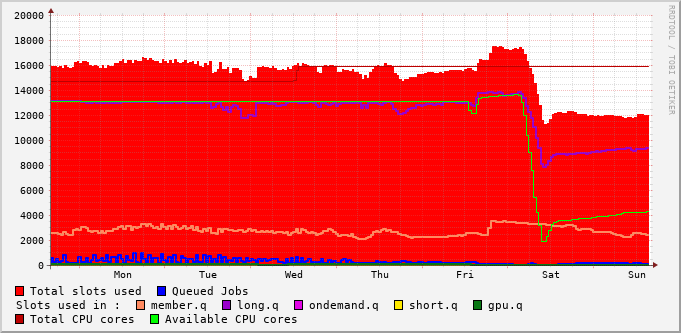 20000
18000
16000
14000
12000
10000
8000
6000
4000
2000
0
Mon Tue Wed Thu Fri Sat Sun
RRDTOOL / TOBI OETIKER
Total slots used Queued Jobs
Slots used in : member.q long.q ondemand.q short.q gpu.q
Total CPU cores Available CPU cores